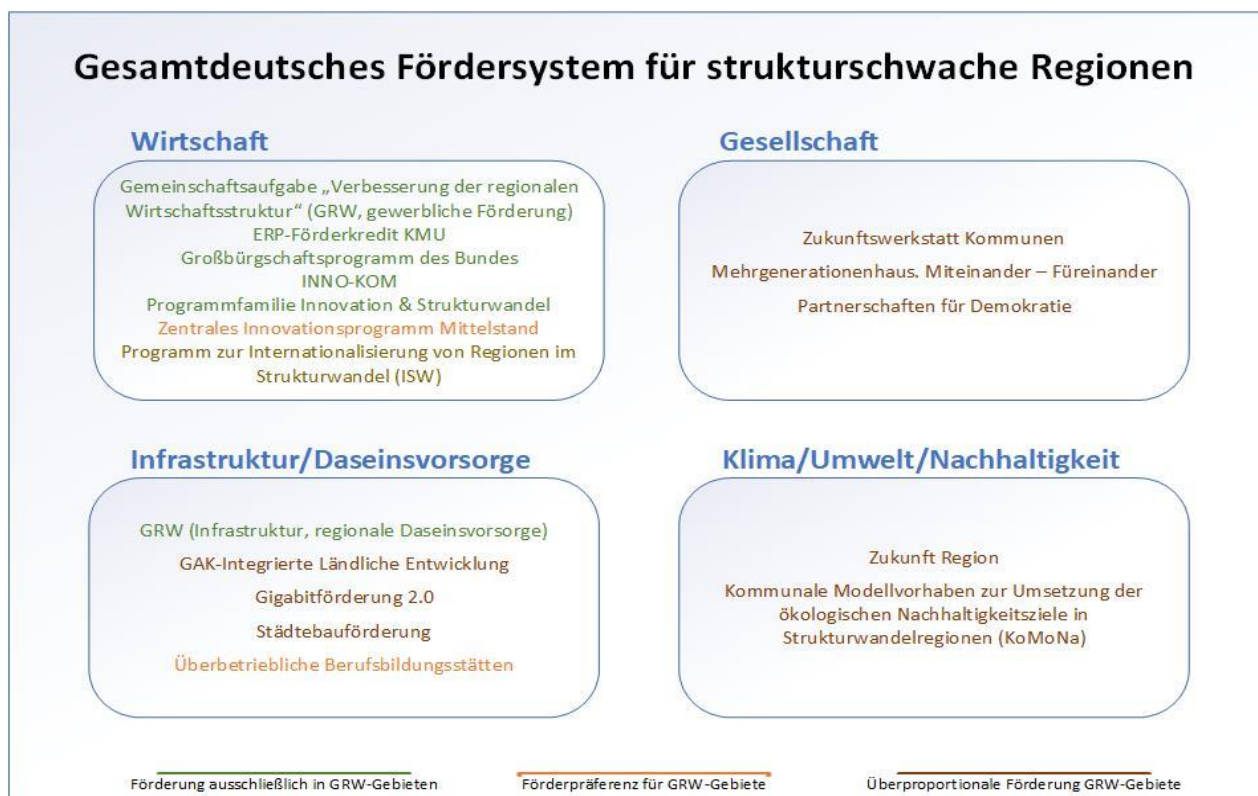 Gesamtdeutsches Fördersystem für strukturschwache Regionen
Wirtschaft
Gemeinschaftsaufgabe „Verbesserung der regionalen
Wirtschaftsstruktur“ (GRW, gewerbliche Förderung)
ERP-Förderkredit KMU
Großbürgschaftsprogramm des Bundes
INNO-KOM
Programmfamilie Innovation & Strukturwandel
Zentrales Innovationsprogramm Mittelstand
Programm zur Internationalisierung von Regionen im
Strukturwandel (ISW)
Gesellschaft
Zukunftswerkstatt Kommunen
Mehrgenerationenhaus. Miteinander – Füreinander
Partnerschaften für Demokratie
Infrastruktur/Daseinsvorsorge
GRW (Infrastruktur, regionale Daseinsvorsorge)
GAK-Integrierte Ländliche Entwicklung
Gigabitförderung 2.0
Städtebauförderung
Überbetriebliche Berufsbildungsstätten
Klima/Umwelt/Nachhaltigkeit
Zukunft Region
Kommunale Modellvorhaben zur Umsetzung der
ökologischen Nachhaltigkeitsziele in
Strukturwandelregionen (KoMoNa)
Förderung ausschließlich in GRW-Gebieten
Förderpräferenz für GRW-Gebiete
Überproportionale Förderung GRW-Gebiete